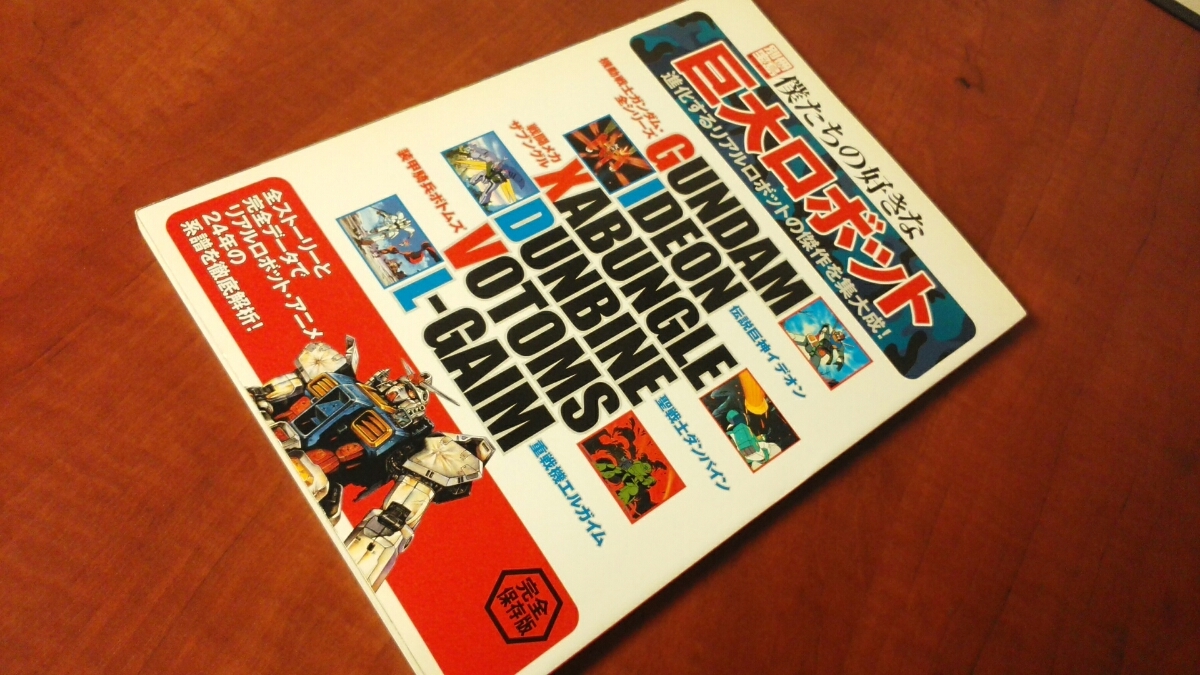 別冊宝島
僕たちの好きな
巨大ロボット
進化するリアルロボットの傑作を集大成!
機動戦士ガンダム・
全シリーズ
GUNDAM
IDEON
伝説巨神イデオン
戦闘メカ
ザブングル
XABUNGLE
DUNBINE
聖戦士ダンバイン
装甲騎兵ボトムズ
VOTOMS
L-GAIM
重戦機エルガイム
全ストーリーと
完全データで
リアルロボット・アニメ
24年の
系譜を徹底解析!
完全
保存版